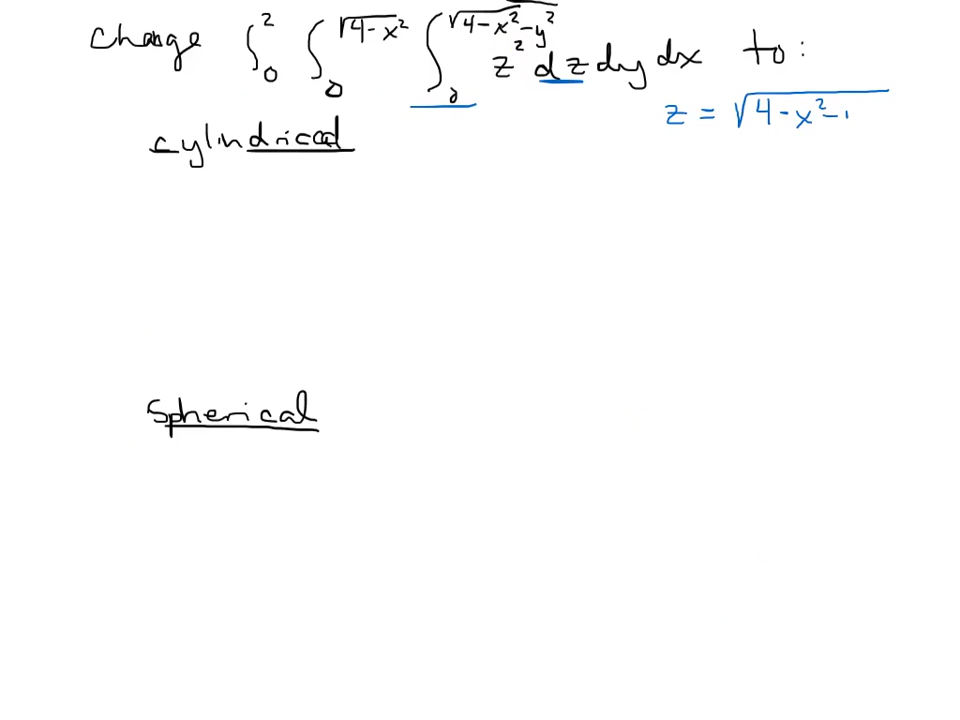 Change ∫₀² ∫₀^√(4-x²) ∫₀^√(4-x²-y²) z² dz dy dx to:
z = √4-x²-
cylindrical
Spherical